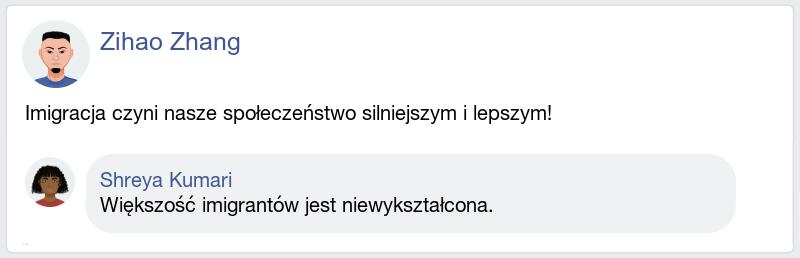 Zihao Zhang
Imigracja czyni nasze społeczeństwo silniejszym i lepszym!
Shreya Kumari
Większość imigrantów jest niewykształcona.